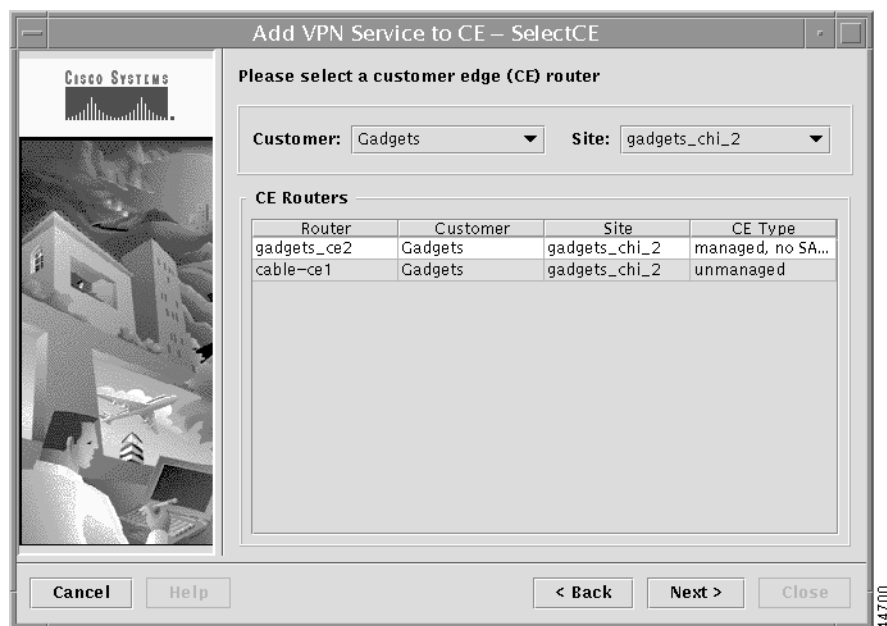 Add VPN Service to CE – SelectCE
CISCO SYSTEMS
Please select a customer edge (CE) router
Customer: Gadgets Site: gadgets_chi_2
CE Routers
Router Customer Site CE Type
gadgets_ce2 Gadgets gadgets_chi_2 managed, no SA...
cable–ce1 Gadgets gadgets_chi_2 unmanaged
Cancel Help < Back Next > Close
44700